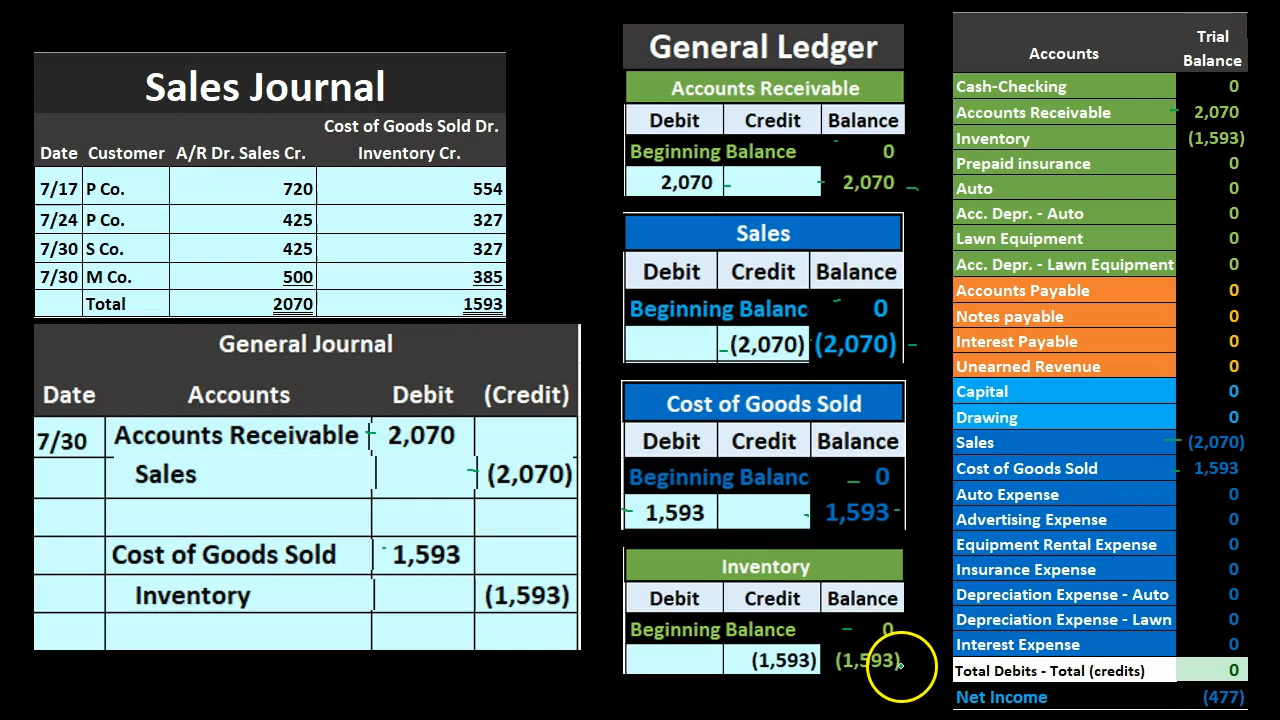 Sales Journal
Cost of Goods Sold Dr.
Date Customer A/R Dr. Sales Cr. Inventory Cr.
7/17 P Co. 720 554
7/24 P Co. 425 327
7/30 S Co. 425 327
7/30 M Co. 500 385
Total 2070 1593
General Journal
Date Accounts Debit (Credit)
7/30 Accounts Receivable 2,070
Sales (2,070)
Cost of Goods Sold 1,593
Inventory (1,593)
General Ledger
Accounts Receivable
Debit Credit Balance
Beginning Balance 0
2,070 2,070
Sales
Debit Credit Balance
Beginning Balanc 0
(2,070) (2,070)
Cost of Goods Sold
Debit Credit Balance
Beginning Balanc 0
1,593 1,593
Inventory
Debit Credit Balance
Beginning Balance 0
(1,593) (1,593)
Trial
Accounts Balance
Cash-Checking 0
Accounts Receivable 2,070
Inventory (1,593)
Prepaid insurance 0
Auto 0
Acc. Depr. - Auto 0
Lawn Equipment 0
Acc. Depr. - Lawn Equipment 0
Accounts Payable 0
Notes payable 0
Interest Payable 0
Unearned Revenue 0
Capital 0
Drawing 0
Sales (2,070)
Cost of Goods Sold 1,593
Auto Expense 0
Advertising Expense 0
Equipment Rental Expense 0
Insurance Expense 0
Depreciation Expense - Auto 0
Depreciation Expense - Lawn 0
Interest Expense 0
Total Debits - Total (credits) 0
Net Income (477)